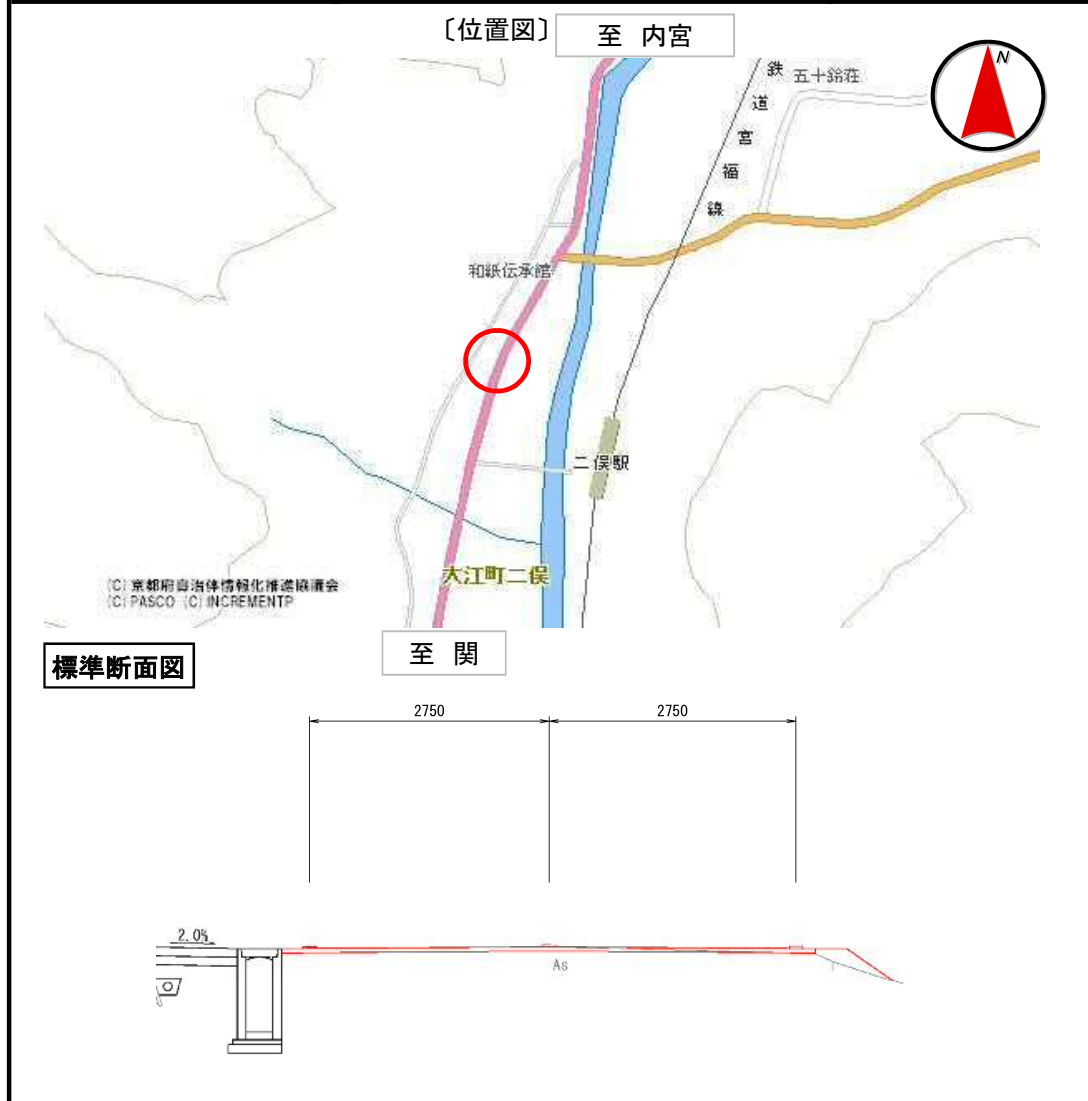 〔位置図〕
至 内宮
N
五十鈴荘
鉄道宮福線
和紙伝承館
二俣駅
大江町二俣
(C) 京都府自治体情報化推進協議会
(C) PASCO (C) INCREMENTP
至 関
標準断面図
2750
2750
2.0%
As